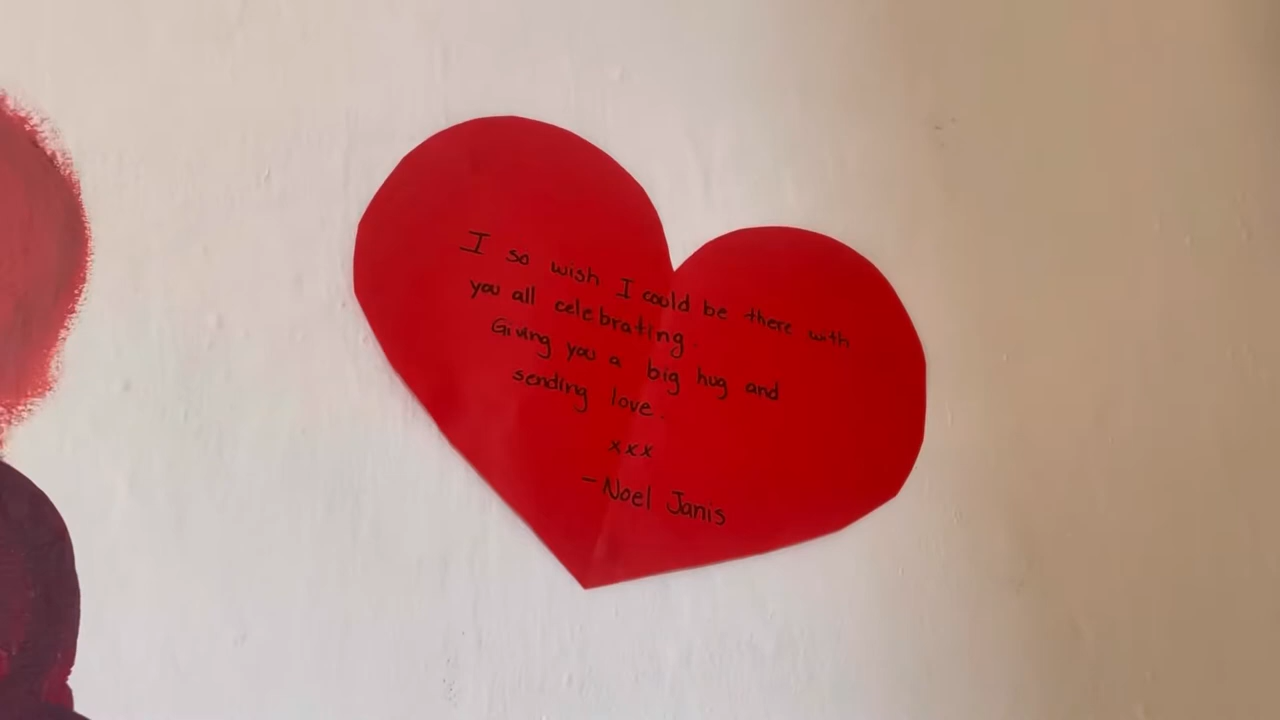 I so wish I could be there with
you all celebrating.
Giving you a big hug and
sending love.
xxx
- Noel Janis